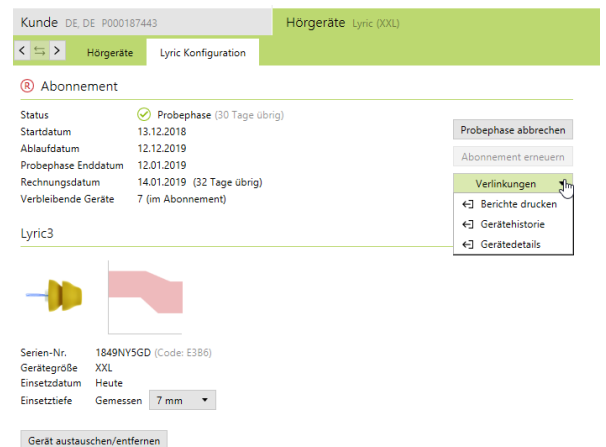 Kunde DE, DE P000187443
Hörgeräte Lyric (XXL)
Hörgeräte
Lyric Konfiguration
® Abonnement
Status Probephase (30 Tage übrig)
Startdatum 13.12.2018
Ablaufdatum 12.12.2019
Probephase Enddatum 12.01.2019
Rechnungsdatum 14.01.2019 (32 Tage übrig)
Verbleibende Geräte 7 (im Abonnement)
Probephase abbrechen
Abonnement erneuern
Verlinkungen
Berichte drucken
Gerätehistorie
Gerätedetails
Lyric3
Serien-Nr. 1849NY5GD (Code: E3B6)
Gerätegröße XXL
Einsetzdatum Heute
Einsetztiefe Gemessen 7 mm
Gerät austauschen/entfernen